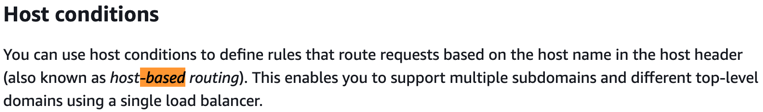 Host conditions
You can use host conditions to define rules that route requests based on the host name in the host header
(also known as host-based routing). This enables you to support multiple subdomains and different top-level
domains using a single load balancer.